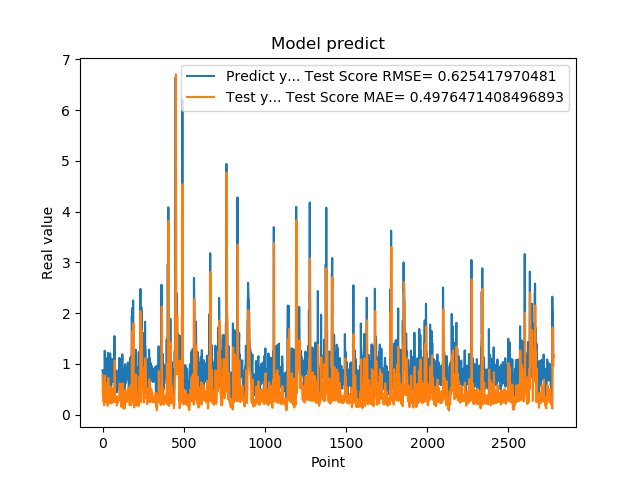 Model predict
Predict y... Test Score RMSE= 0.625417970481
Test y... Test Score MAE= 0.4976471408496893
Real value
7
6
5
4
3
2
1
0
0 500 1000 1500 2000 2500
Point